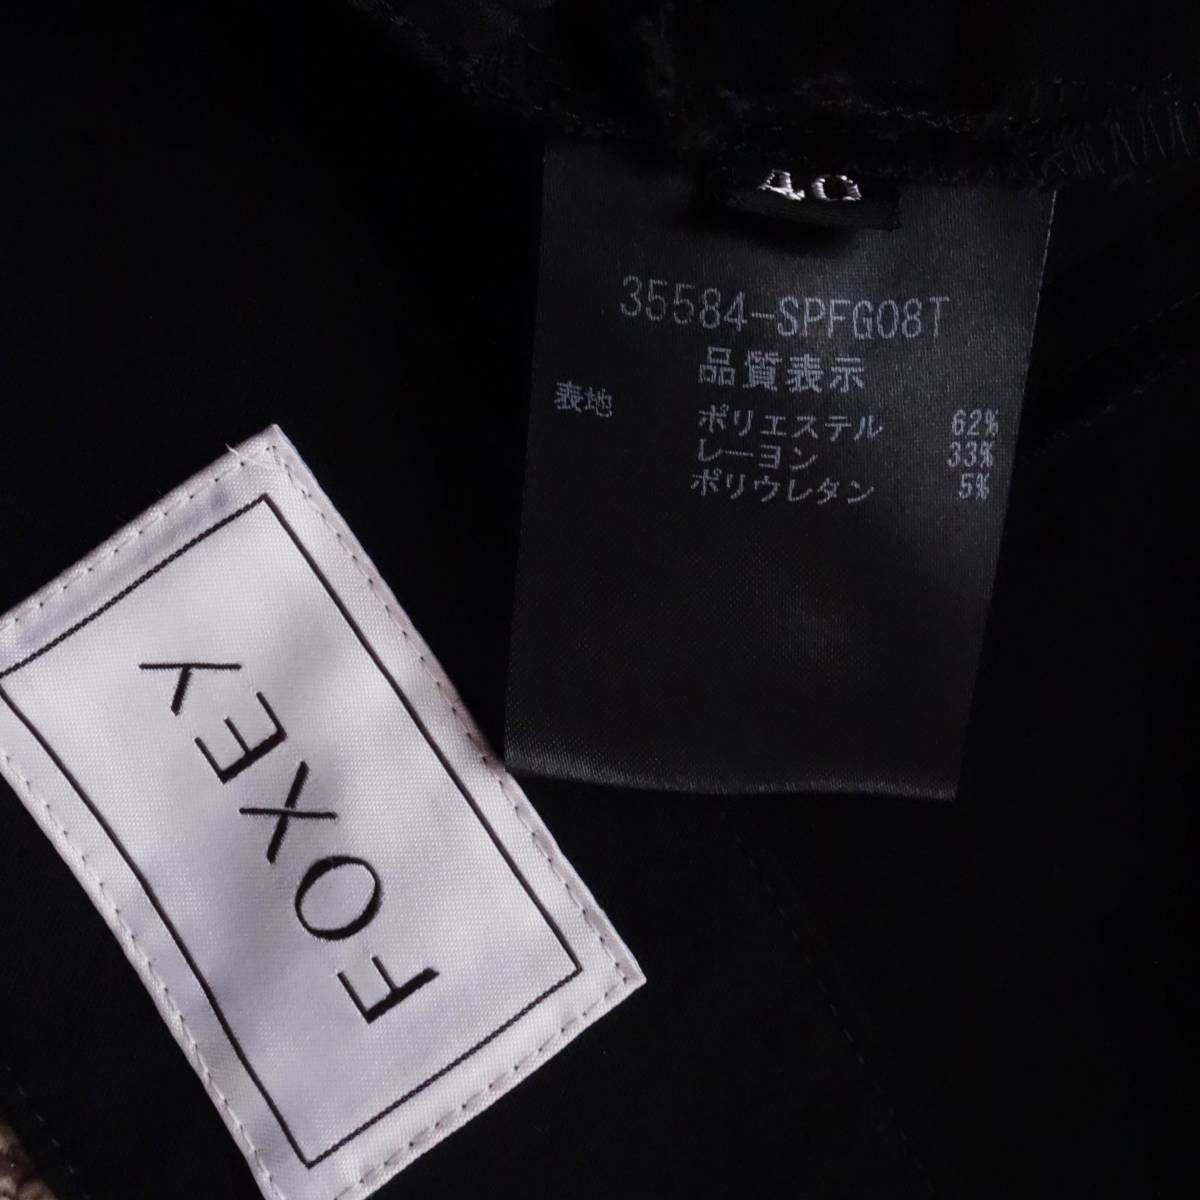 40
35584-SPFG08T
品質表示
表地 ポリエステル 62%
レーヨン 33%
ポリウレタン 5%
FOXEY